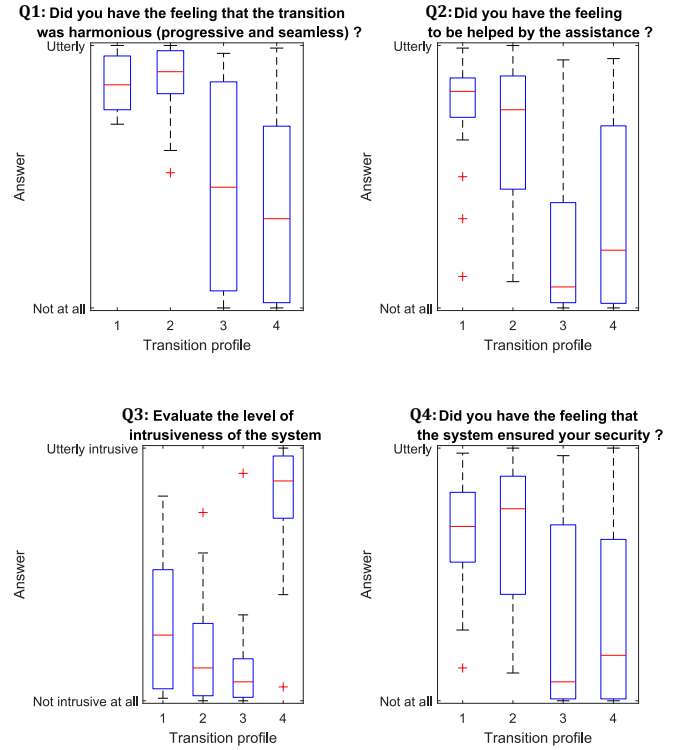 Q1: Did you have the feeling that the transition
was harmonious (progressive and seamless) ?
Utterly
Answer
Not at all
1 2 3 4
Transition profile
Q2: Did you have the feeling
to be helped by the assistance ?
Utterly
Answer
Not at all
1 2 3 4
Transition profile
Q3: Evaluate the level of
intrusiveness of the system
Utterly intrusive
Answer
Not intrusive at all
1 2 3 4
Transition profile
Q4: Did you have the feeling that
the system ensured your security ?
Utterly
Answer
Not at all
1 2 3 4
Transition profile